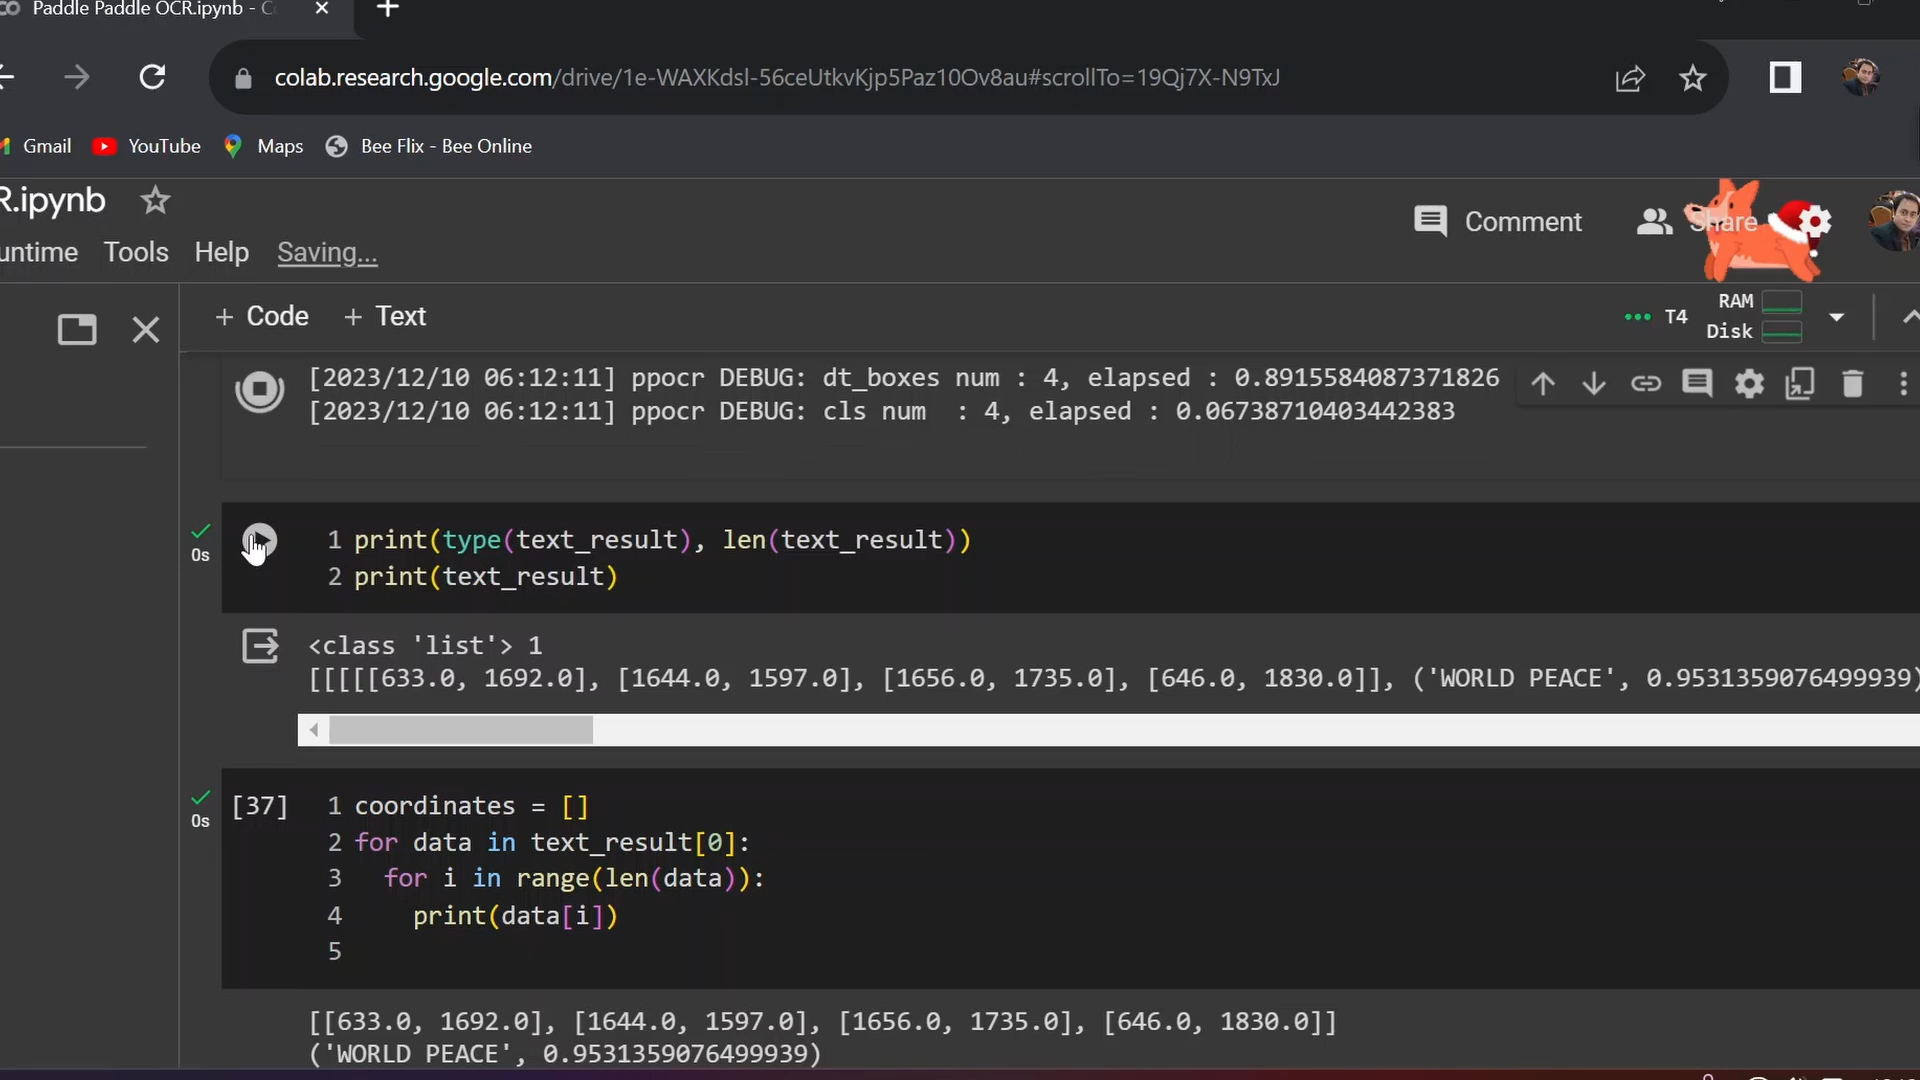 Paddle Paddle OCR.ipynb - C
colab.research.google.com/drive/1e-WAXKdsl-56ceUtkvKjp5Paz10Ov8au#scrollTo=19Qj7X-N9TxJ
Gmail YouTube Maps Bee Flix - Bee Online
R.ipynb
Comment Share
untime Tools Help Saving...
+ Code + Text
T4 RAM
Disk
[2023/12/10 06:12:11] ppocr DEBUG: dt_boxes num : 4, elapsed : 0.8915584087371826
[2023/12/10 06:12:11] ppocr DEBUG: cls num  : 4, elapsed : 0.06738710403442383
0s
1 print(type(text_result), len(text_result))
2 print(text_result)
<class 'list'> 1
[[[[[633.0, 1692.0], [1644.0, 1597.0], [1656.0, 1735.0], [646.0, 1830.0]], ('WORLD PEACE', 0.9531359076499939)
0s
[37] 1 coordinates = []
2 for data in text_result[0]:
3   for i in range(len(data)):
4     print(data[i])
5
[[633.0, 1692.0], [1644.0, 1597.0], [1656.0, 1735.0], [646.0, 1830.0]]
('WORLD PEACE', 0.9531359076499939)